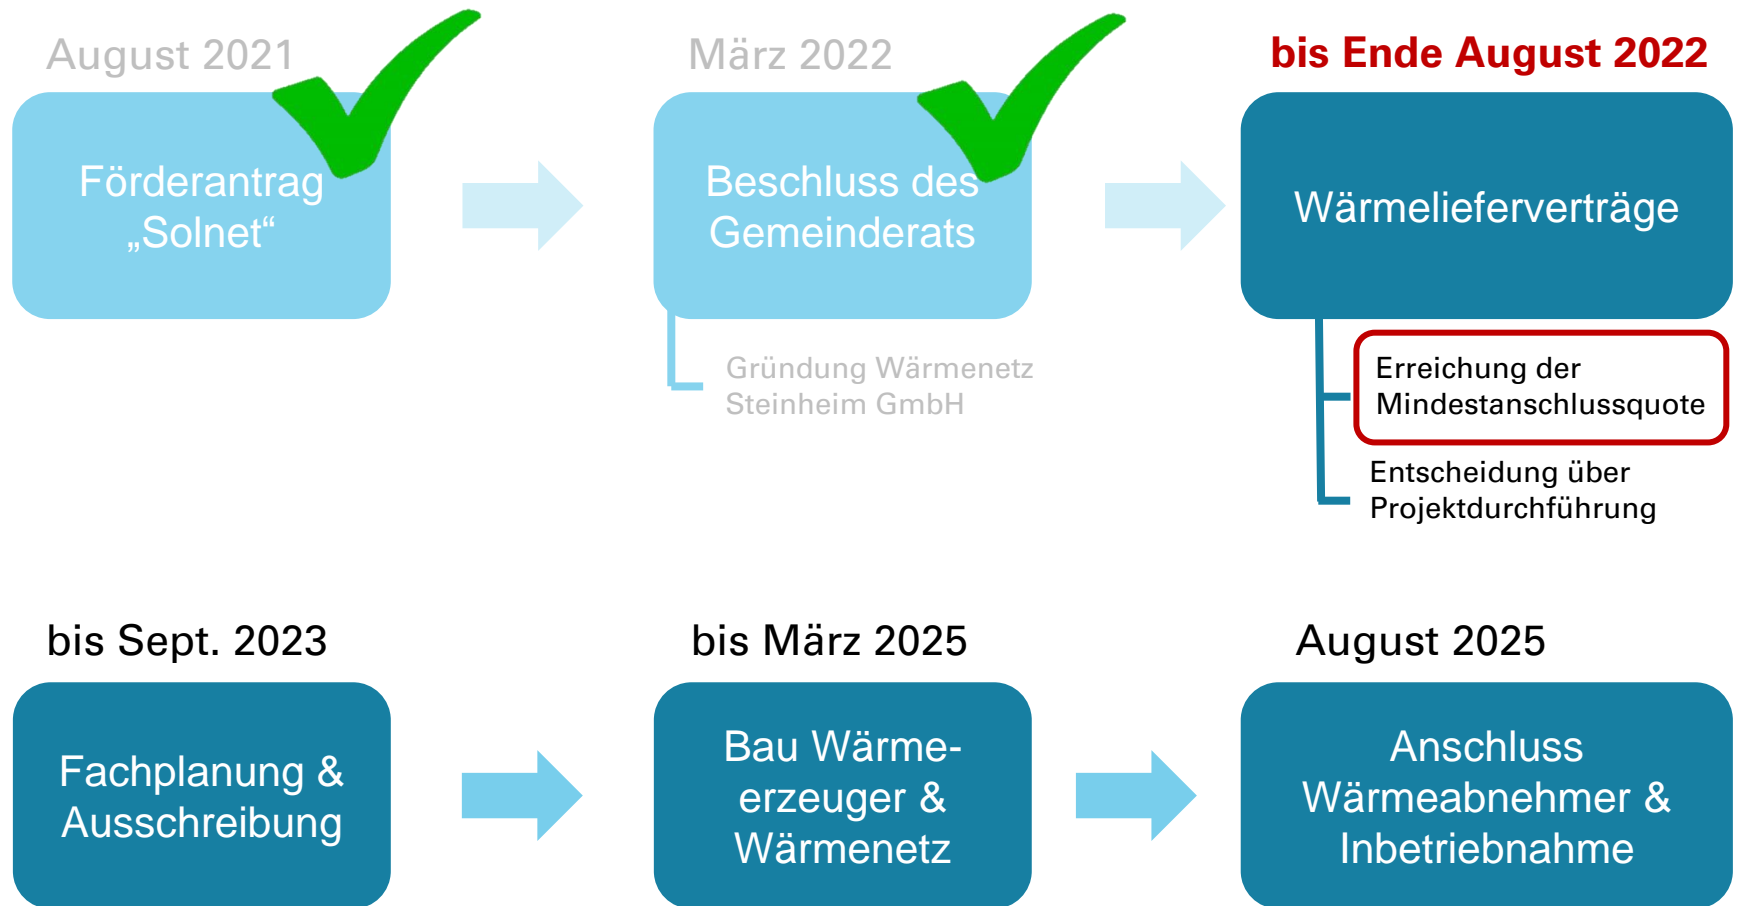 August 2021
Förderantrag
„Solnet“
März 2022
Beschluss des
Gemeinderats
Gründung Wärmenetz
Steinheim GmbH
bis Ende August 2022
Wärmelieferverträge
Erreichung der
Mindestanschlussquote
Entscheidung über
Projektdurchführung
bis Sept. 2023
Fachplanung &
Ausschreibung
bis März 2025
Bau Wärme-
erzeuger &
Wärmenetz
August 2025
Anschluss
Wärmeabnehmer &
Inbetriebnahme